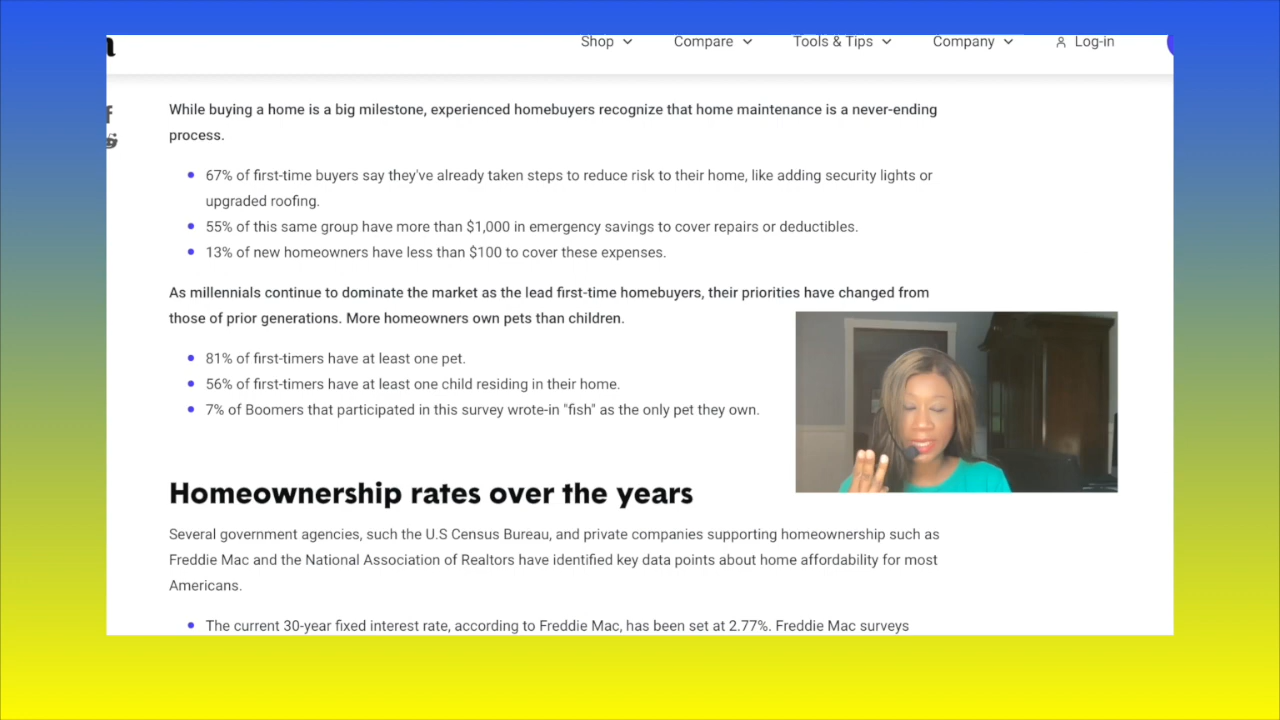 Shop
Compare
Tools & Tips
Company
Log-in
While buying a home is a big milestone, experienced homebuyers recognize that home maintenance is a never-ending
process.
67% of first-time buyers say they've already taken steps to reduce risk to their home, like adding security lights or
upgraded roofing.
55% of this same group have more than $1,000 in emergency savings to cover repairs or deductibles.
13% of new homeowners have less than $100 to cover these expenses.
As millennials continue to dominate the market as the lead first-time homebuyers, their priorities have changed from
those of prior generations. More homeowners own pets than children.
81% of first-timers have at least one pet.
56% of first-timers have at least one child residing in their home.
7% of Boomers that participated in this survey wrote-in "fish" as the only pet they own.
Homeownership rates over the years
Several government agencies, such the U.S Census Bureau, and private companies supporting homeownership such as
Freddie Mac and the National Association of Realtors have identified key data points about home affordability for most
Americans.
The current 30-year fixed interest rate, according to Freddie Mac, has been set at 2.77%. Freddie Mac surveys